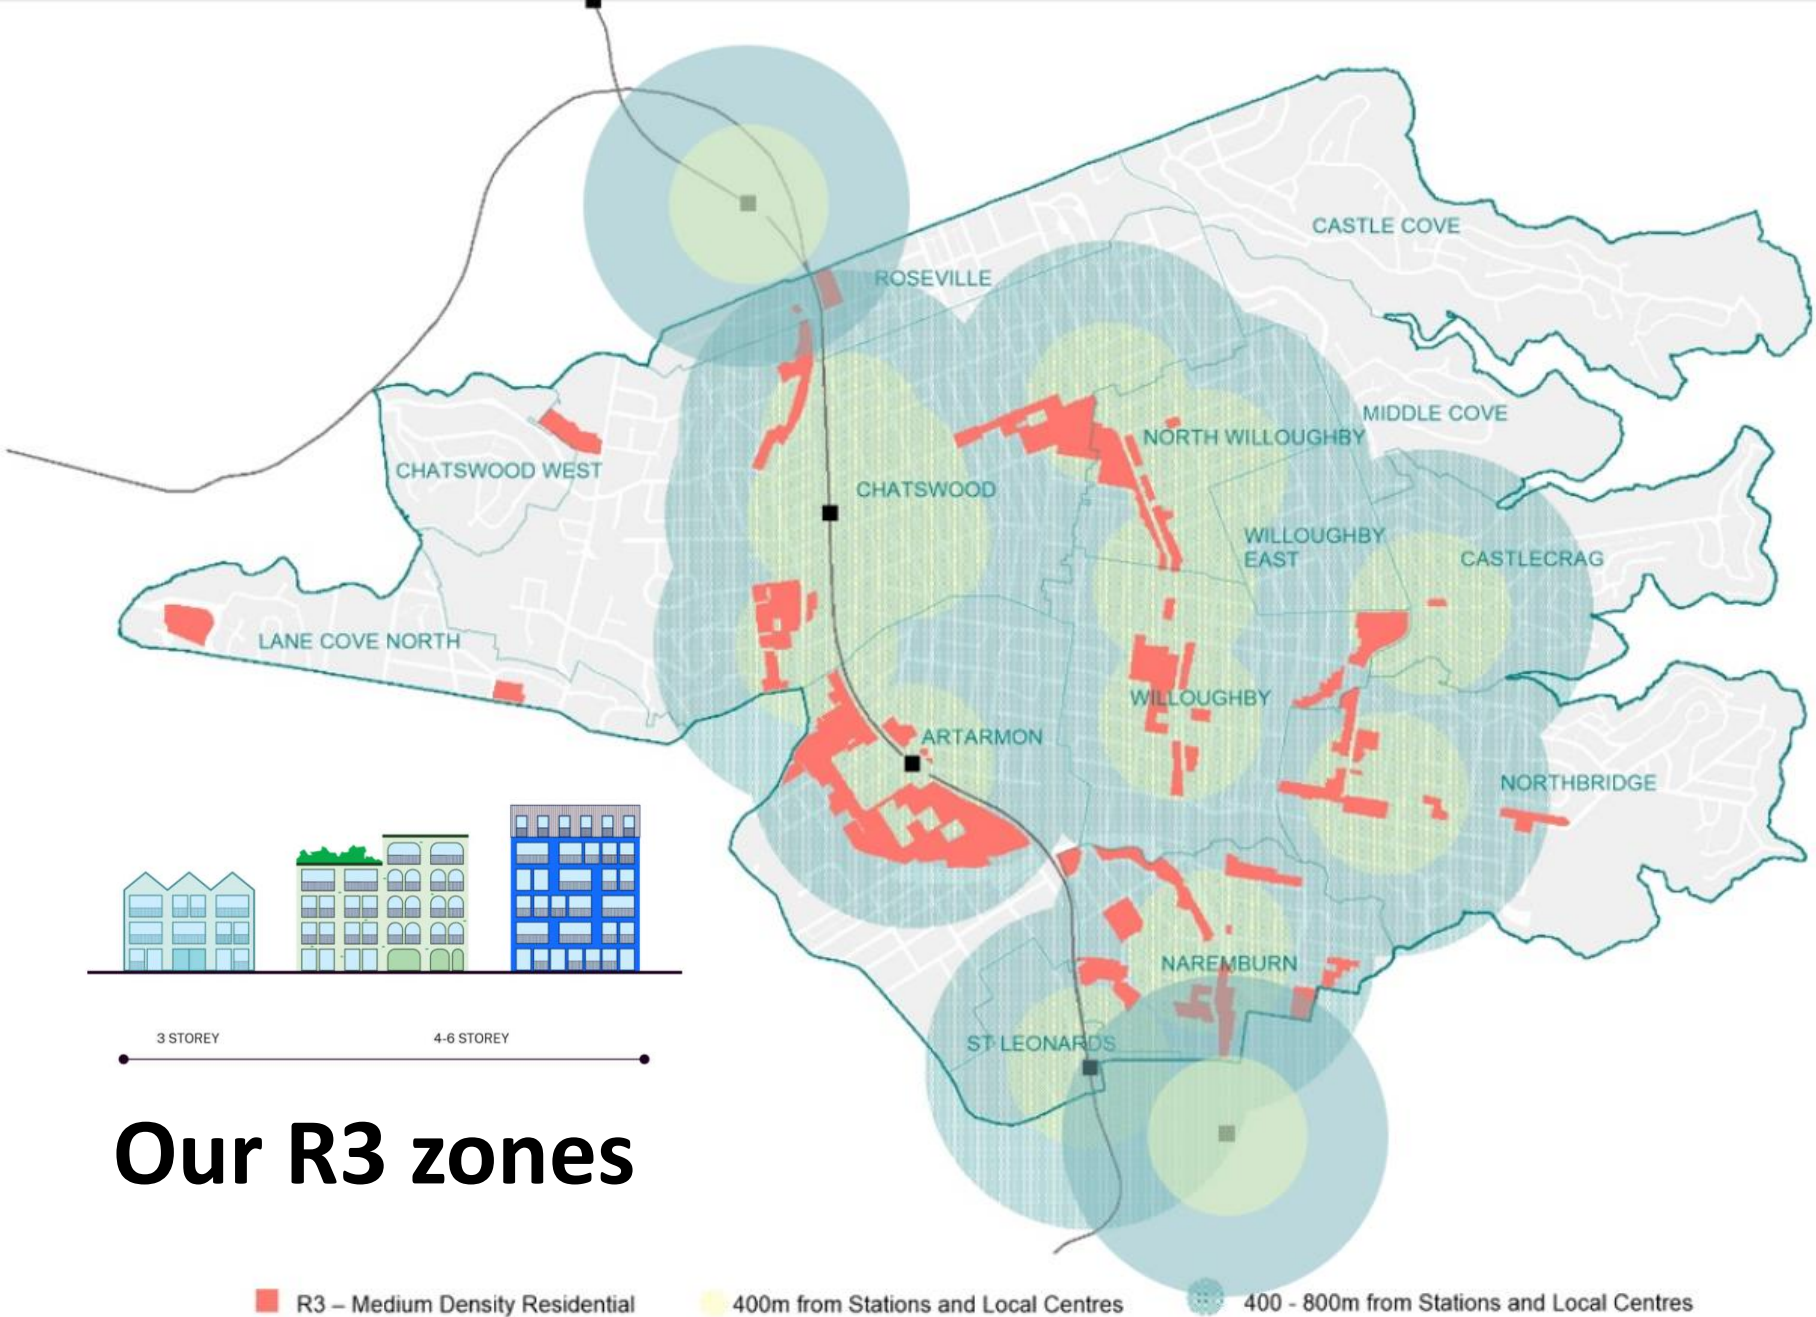 CASTLE COVE
ROSEVILLE
MIDDLE COVE
NORTH WILLOUGHBY
CHATSWOOD WEST
CHATSWOOD
WILLOUGHBY
EAST
CASTLECRAG
LANE COVE NORTH
WILLOUGHBY
ARTARMON
NORTHBRIDGE
NAREMBURN
ST LEONARDS
3 STOREY
4-6 STOREY
Our R3 zones
R3 – Medium Density Residential
400m from Stations and Local Centres
400 - 800m from Stations and Local Centres